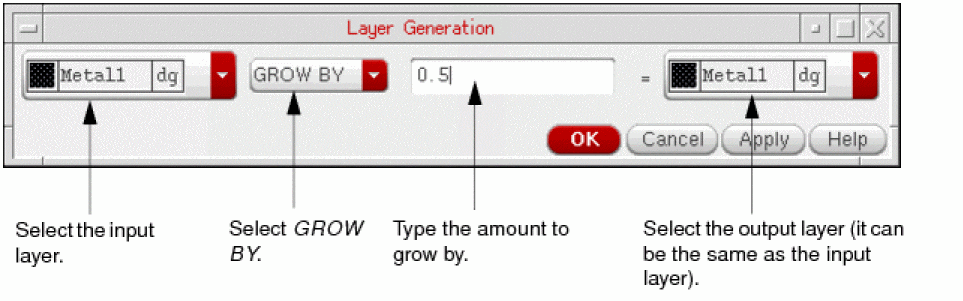 Layer Generation
Metal1 dg GROW BY 0.5 = Metal1 dg
OK Cancel Apply Help
Select the input
layer.
Select GROW
BY.
Type the amount to
grow by.
Select the output layer (it can
be the same as the input
layer).